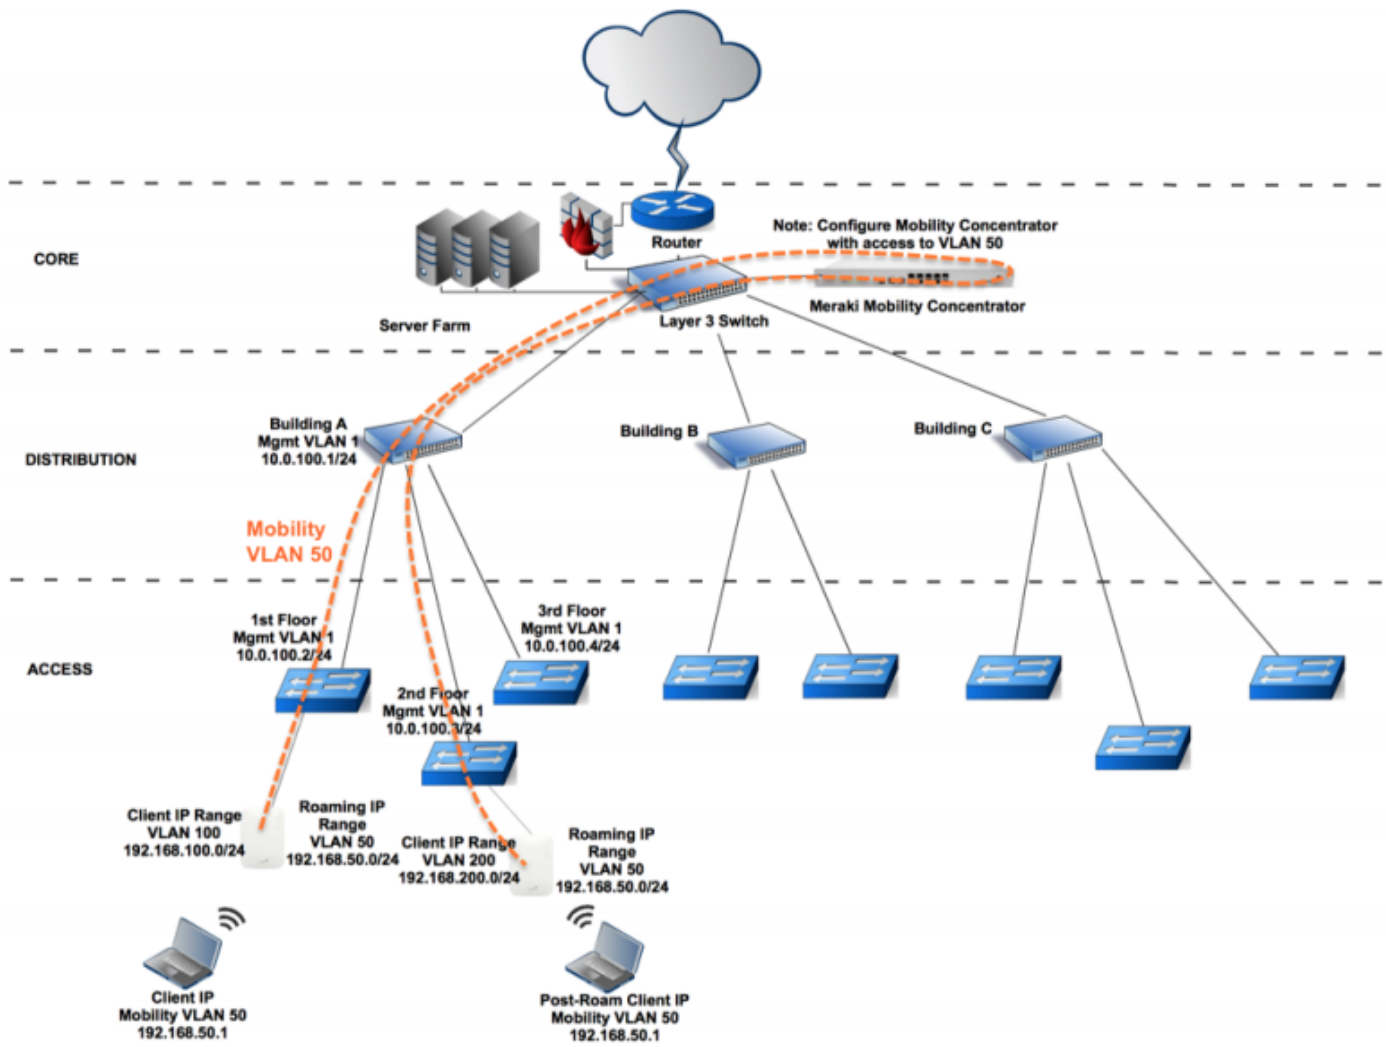 Note: Configure Mobility Concentrator
with access to VLAN 50
Router
CORE
Meraki Mobility Concentrator
Server Farm
Layer 3 Switch
Building A
Mgmt VLAN 1
10.0.100.1/24
Building B
Building C
DISTRIBUTION
Mobility
VLAN 50
1st Floor
Mgmt VLAN 1
10.0.100.2/24
3rd Floor
Mgmt VLAN 1
10.0.100.4/24
ACCESS
2nd Floor
Mgmt VLAN 1
10.0.100.3/24
Client IP Range
VLAN 100
192.168.100.0/24
Roaming IP
Range
VLAN 50
192.168.50.0/24
Client IP Range
VLAN 200
192.168.200.0/24
Roaming IP
Range
VLAN 50
192.168.50.0/24
Client IP
Mobility VLAN 50
192.168.50.1
Post-Roam Client IP
Mobility VLAN 50
192.168.50.1